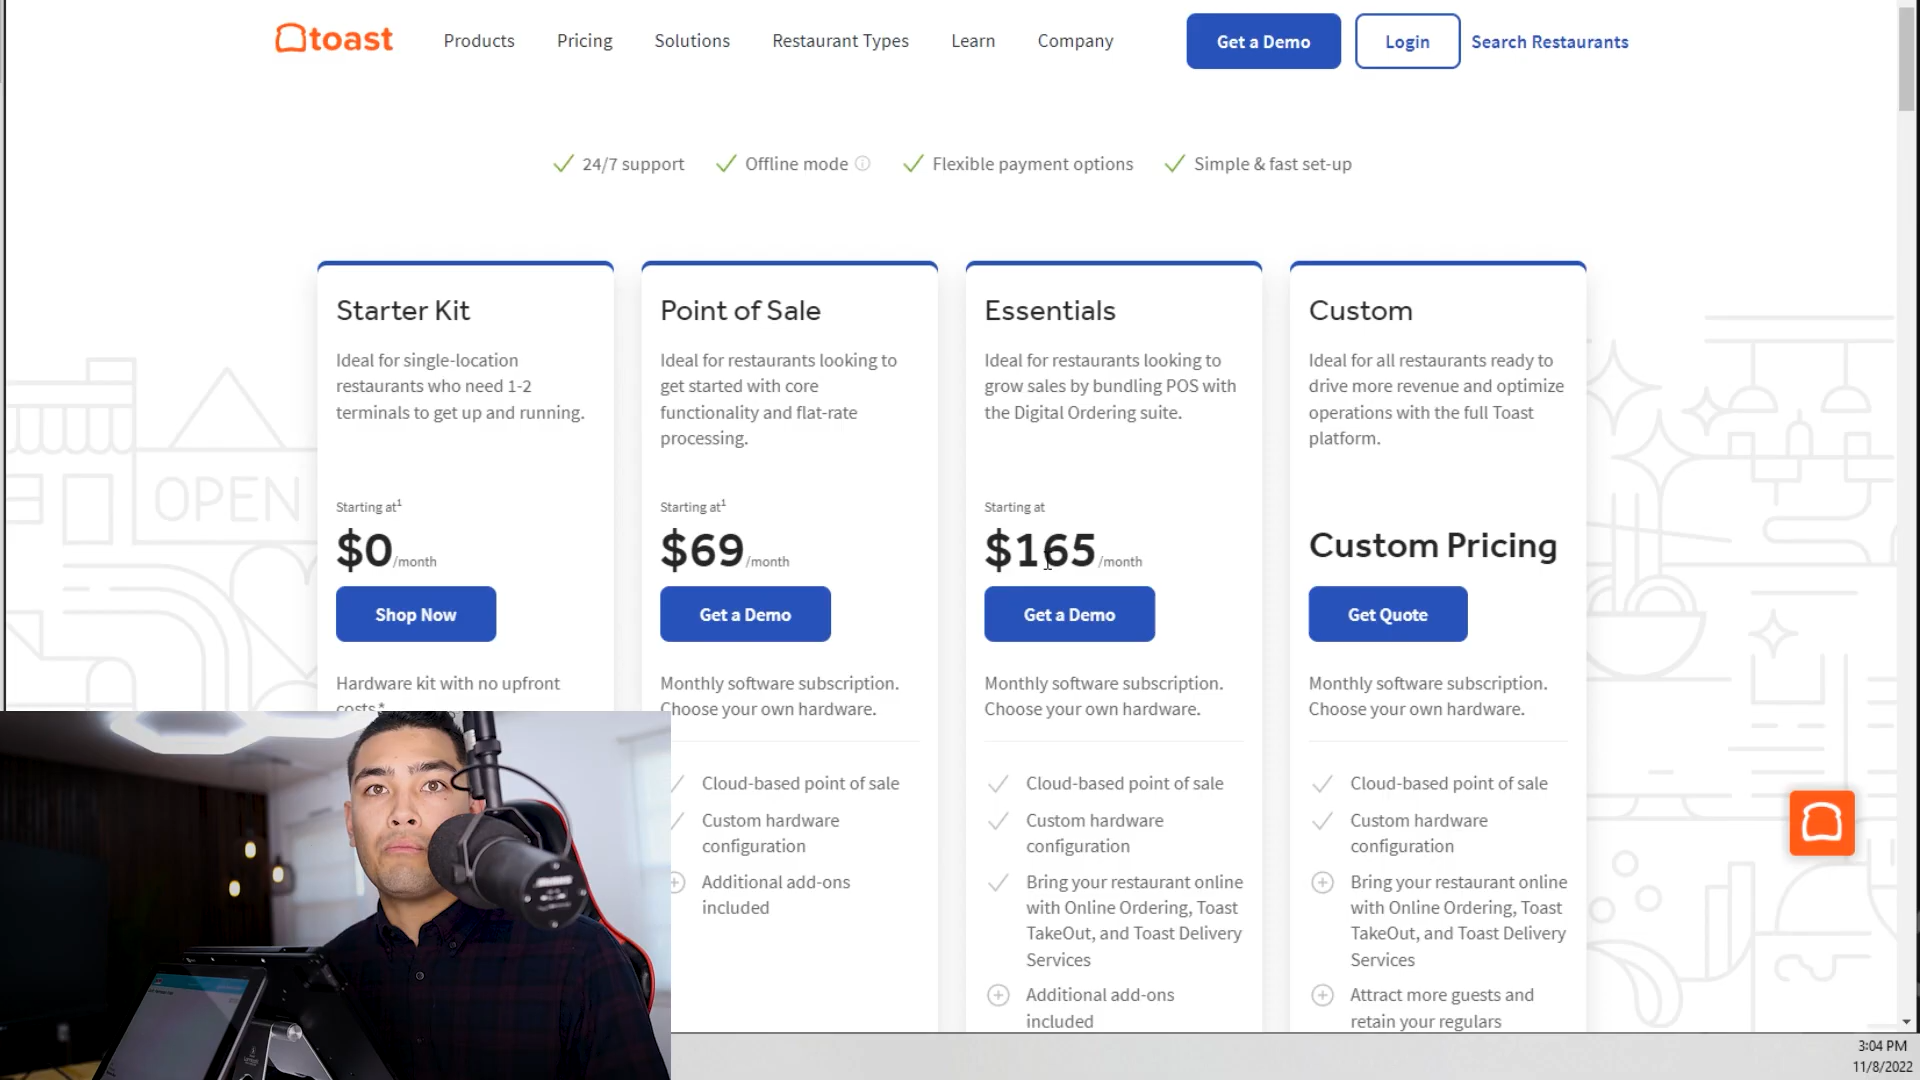 toast
Products
Pricing
Solutions
Restaurant Types
Learn
Company
Get a Demo
Login
Search Restaurants
24/7 support
Offline mode
Flexible payment options
Simple & fast set-up
OPEN
Starter Kit
Ideal for single-location
restaurants who need 1-2
terminals to get up and running.
Starting at¹
$0/month
Shop Now
Hardware kit with no upfront
costs*
Point of Sale
Ideal for restaurants looking to
get started with core
functionality and flat-rate
processing.
Starting at¹
$69/month
Get a Demo
Monthly software subscription.
Choose your own hardware.
Cloud-based point of sale
Custom hardware
configuration
Additional add-ons
included
Essentials
Ideal for restaurants looking to
grow sales by bundling POS with
the Digital Ordering suite.
Starting at
$165/month
Get a Demo
Monthly software subscription.
Choose your own hardware.
Cloud-based point of sale
Custom hardware
configuration
Bring your restaurant online
with Online Ordering, Toast
TakeOut, and Toast Delivery
Services
Additional add-ons
included
Custom
Ideal for all restaurants ready to
drive more revenue and optimize
operations with the full Toast
platform.
Custom Pricing
Get Quote
Monthly software subscription.
Choose your own hardware.
Cloud-based point of sale
Custom hardware
configuration
Bring your restaurant online
with Online Ordering, Toast
TakeOut, and Toast Delivery
Services
Attract more guests and
retain your regulars
3:04 PM
11/8/2022